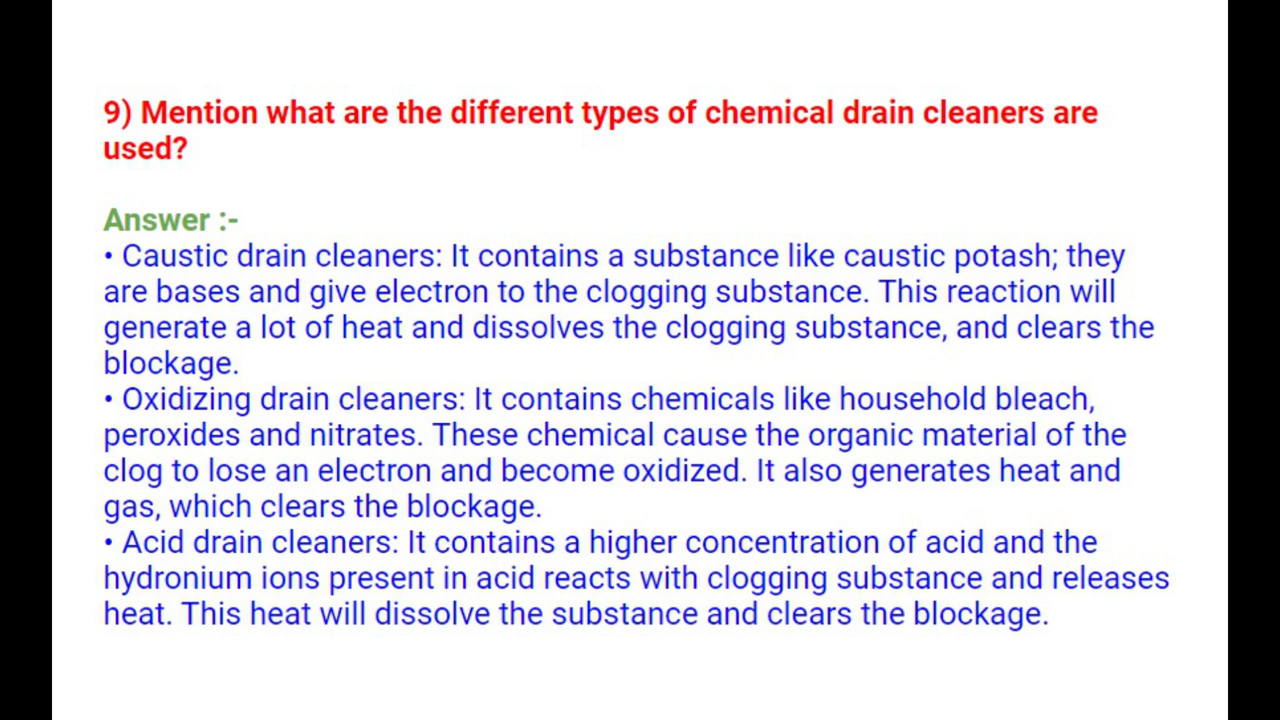 9) Mention what are the different types of chemical drain cleaners are
used?
Answer :-
• Caustic drain cleaners: It contains a substance like caustic potash; they
are bases and give electron to the clogging substance. This reaction will
generate a lot of heat and dissolves the clogging substance, and clears the
blockage.
• Oxidizing drain cleaners: It contains chemicals like household bleach,
peroxides and nitrates. These chemical cause the organic material of the
clog to lose an electron and become oxidized. It also generates heat and
gas, which clears the blockage.
• Acid drain cleaners: It contains a higher concentration of acid and the
hydronium ions present in acid reacts with clogging substance and releases
heat. This heat will dissolve the substance and clears the blockage.